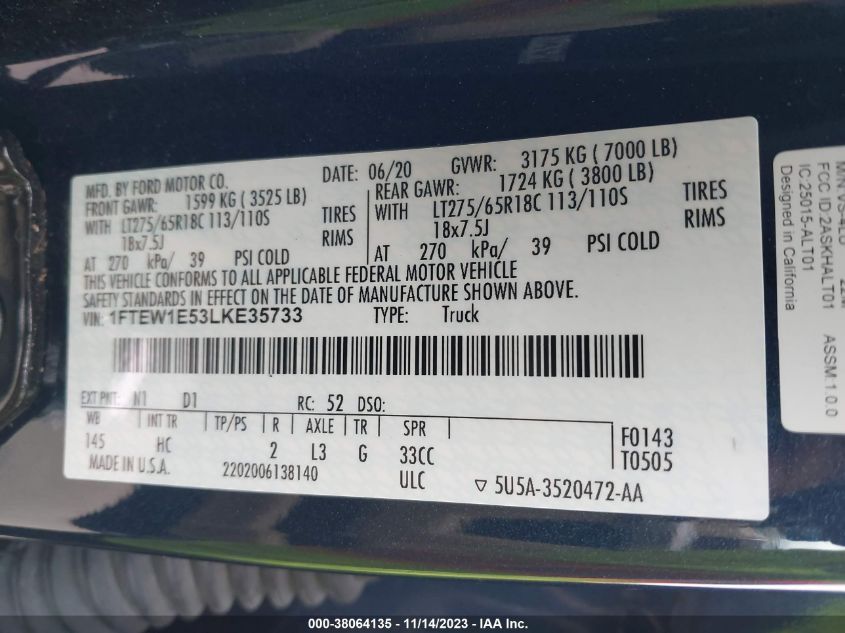 MFD. BY FORD MOTOR CO.
DATE: 06/20 GVWR: 3175 KG ( 7000 LB)
FRONT GAWR: 1599 KG ( 3525 LB)
REAR GAWR: 1724 KG ( 3800 LB)
WITH LT275/65R18C 113/110S TIRES
WITH LT275/65R18C 113/110S TIRES
18x7.5J RIMS
18x7.5J RIMS
AT 270 kPa/ 39 PSI COLD
AT 270 kPa/ 39 PSI COLD
THIS VEHICLE CONFORMS TO ALL APPLICABLE FEDERAL MOTOR VEHICLE
SAFETY STANDARDS IN EFFECT ON THE DATE OF MANUFACTURE SHOWN ABOVE.
VIN: 1FTEW1E53LKE35733 TYPE: Truck
EXT PNT: N1 D1 RC: 52 DSO:
WB INT TR TP/PS R AXLE TR SPR
145 HC 2 L3 G 33CC
F0143
T0505
MADE IN U.S.A. 2202006138140 ULC
5U5A-3520472-AA
FCC ID:2ASKHALT01 ASSM:1.0.0
IC:25015-ALT01
Designed in California
000-38064135 - 11/14/2023 - IAA Inc.